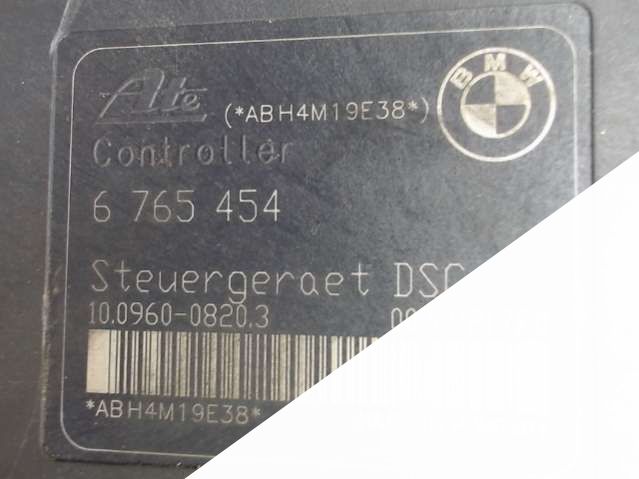 Ate (*ABH4M19E38*) BMW
Controller
6 765 454
Steuergeraet DSC
10.0960-0820.3
*ABH4M19E38*